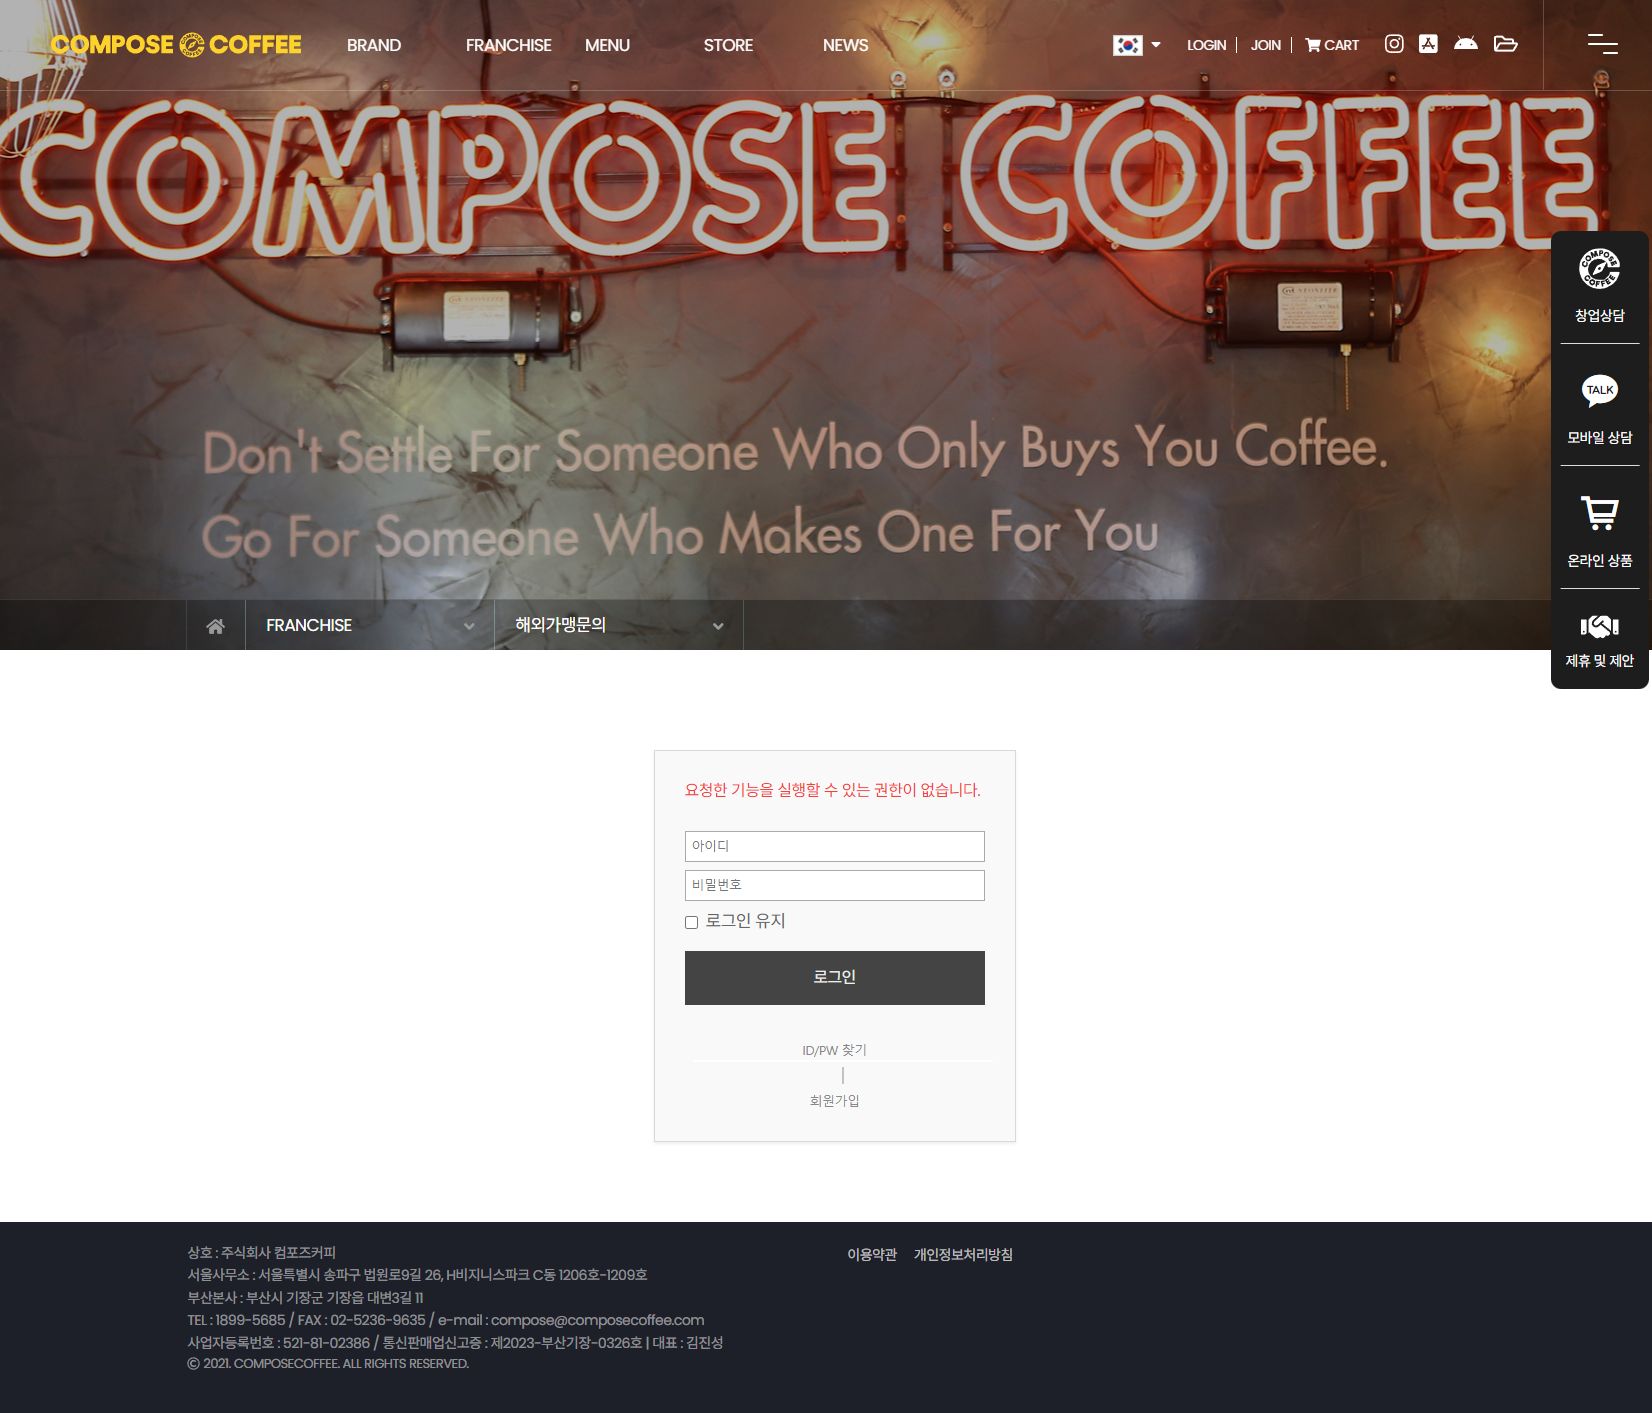 COMPOSE COFFEE
BRAND
FRANCHISE
MENU
STORE
NEWS
LOGIN
JOIN
CART
COMPOSE COFFEE
Don't Settle For Someone Who Only Buys You Coffee.
Go For Someone Who Makes One For You
COMPOSE COFFEE
창업상담
TALK
모바일 상담
온라인 상품
제휴 및 제안
FRANCHISE
해외가맹문의
요청한 기능을 실행할 수 있는 권한이 없습니다.
아이디
비밀번호
로그인 유지
로그인
ID/PW 찾기
|
회원가입
상호 : 주식회사 컴포즈커피
서울사무소 : 서울특별시 송파구 법원로9길 26, H비지니스파크 C동 1206호-1209호
부산본사 : 부산시 기장군 기장읍 대변3길 11
TEL : 1899-5685 / FAX : 02-5236-9635 / e-mail : compose@composecoffee.com
사업자등록번호 : 521-81-02386 / 통신판매업신고증 : 제2023-부산기장-0326호 | 대표 : 김진성
ⓒ 2021. COMPOSECOFFEE. ALL RIGHTS RESERVED.
이용약관
개인정보처리방침